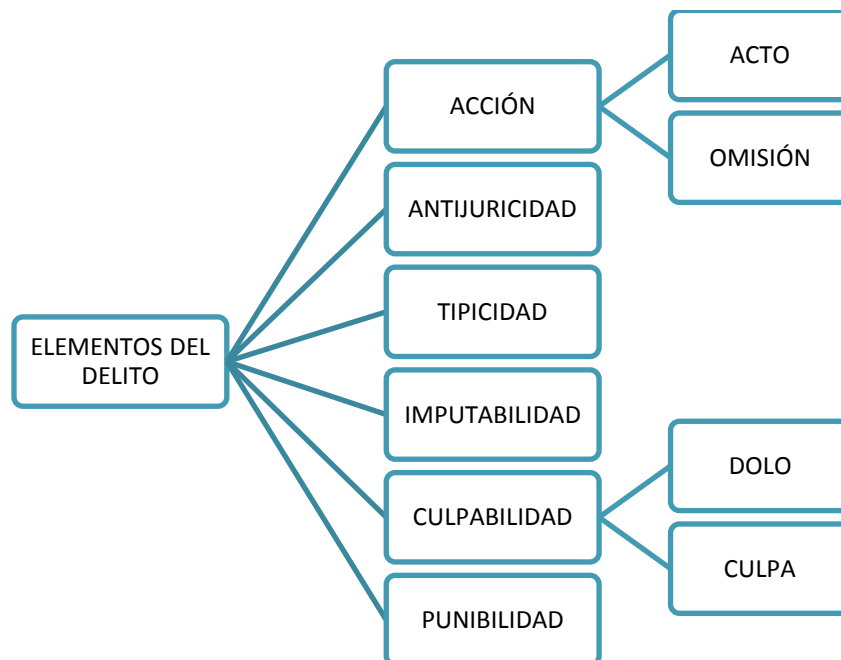 ELEMENTOS DEL
DELITO
ACCIÓN
ACTO
OMISIÓN
ANTIJURICIDAD
TIPICIDAD
IMPUTABILIDAD
CULPABILIDAD
DOLO
CULPA
PUNIBILIDAD